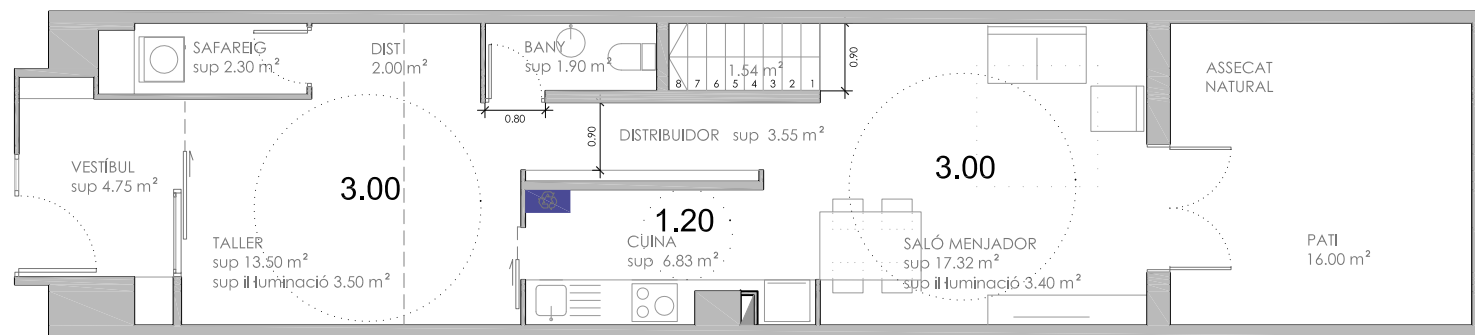 SAFAREIG
sup 2.30 m²
DIST
2.00 m²
BANY
sup 1.90 m²
1.54 m²
8 7 6 5 4 3 2 1
0.90
ASSECAT
NATURAL
0.80
0.90
DISTRIBUIDOR sup 3.55 m²
VESTÍBUL
sup 4.75 m²
3.00
1.20
3.00
TALLER
sup 13.50 m²
sup il·luminació 3.50 m²
CUINA
sup 6.83 m²
SALÓ MENJADOR
sup 17.32 m²
sup il·luminació 3.40 m²
PATI
16.00 m²